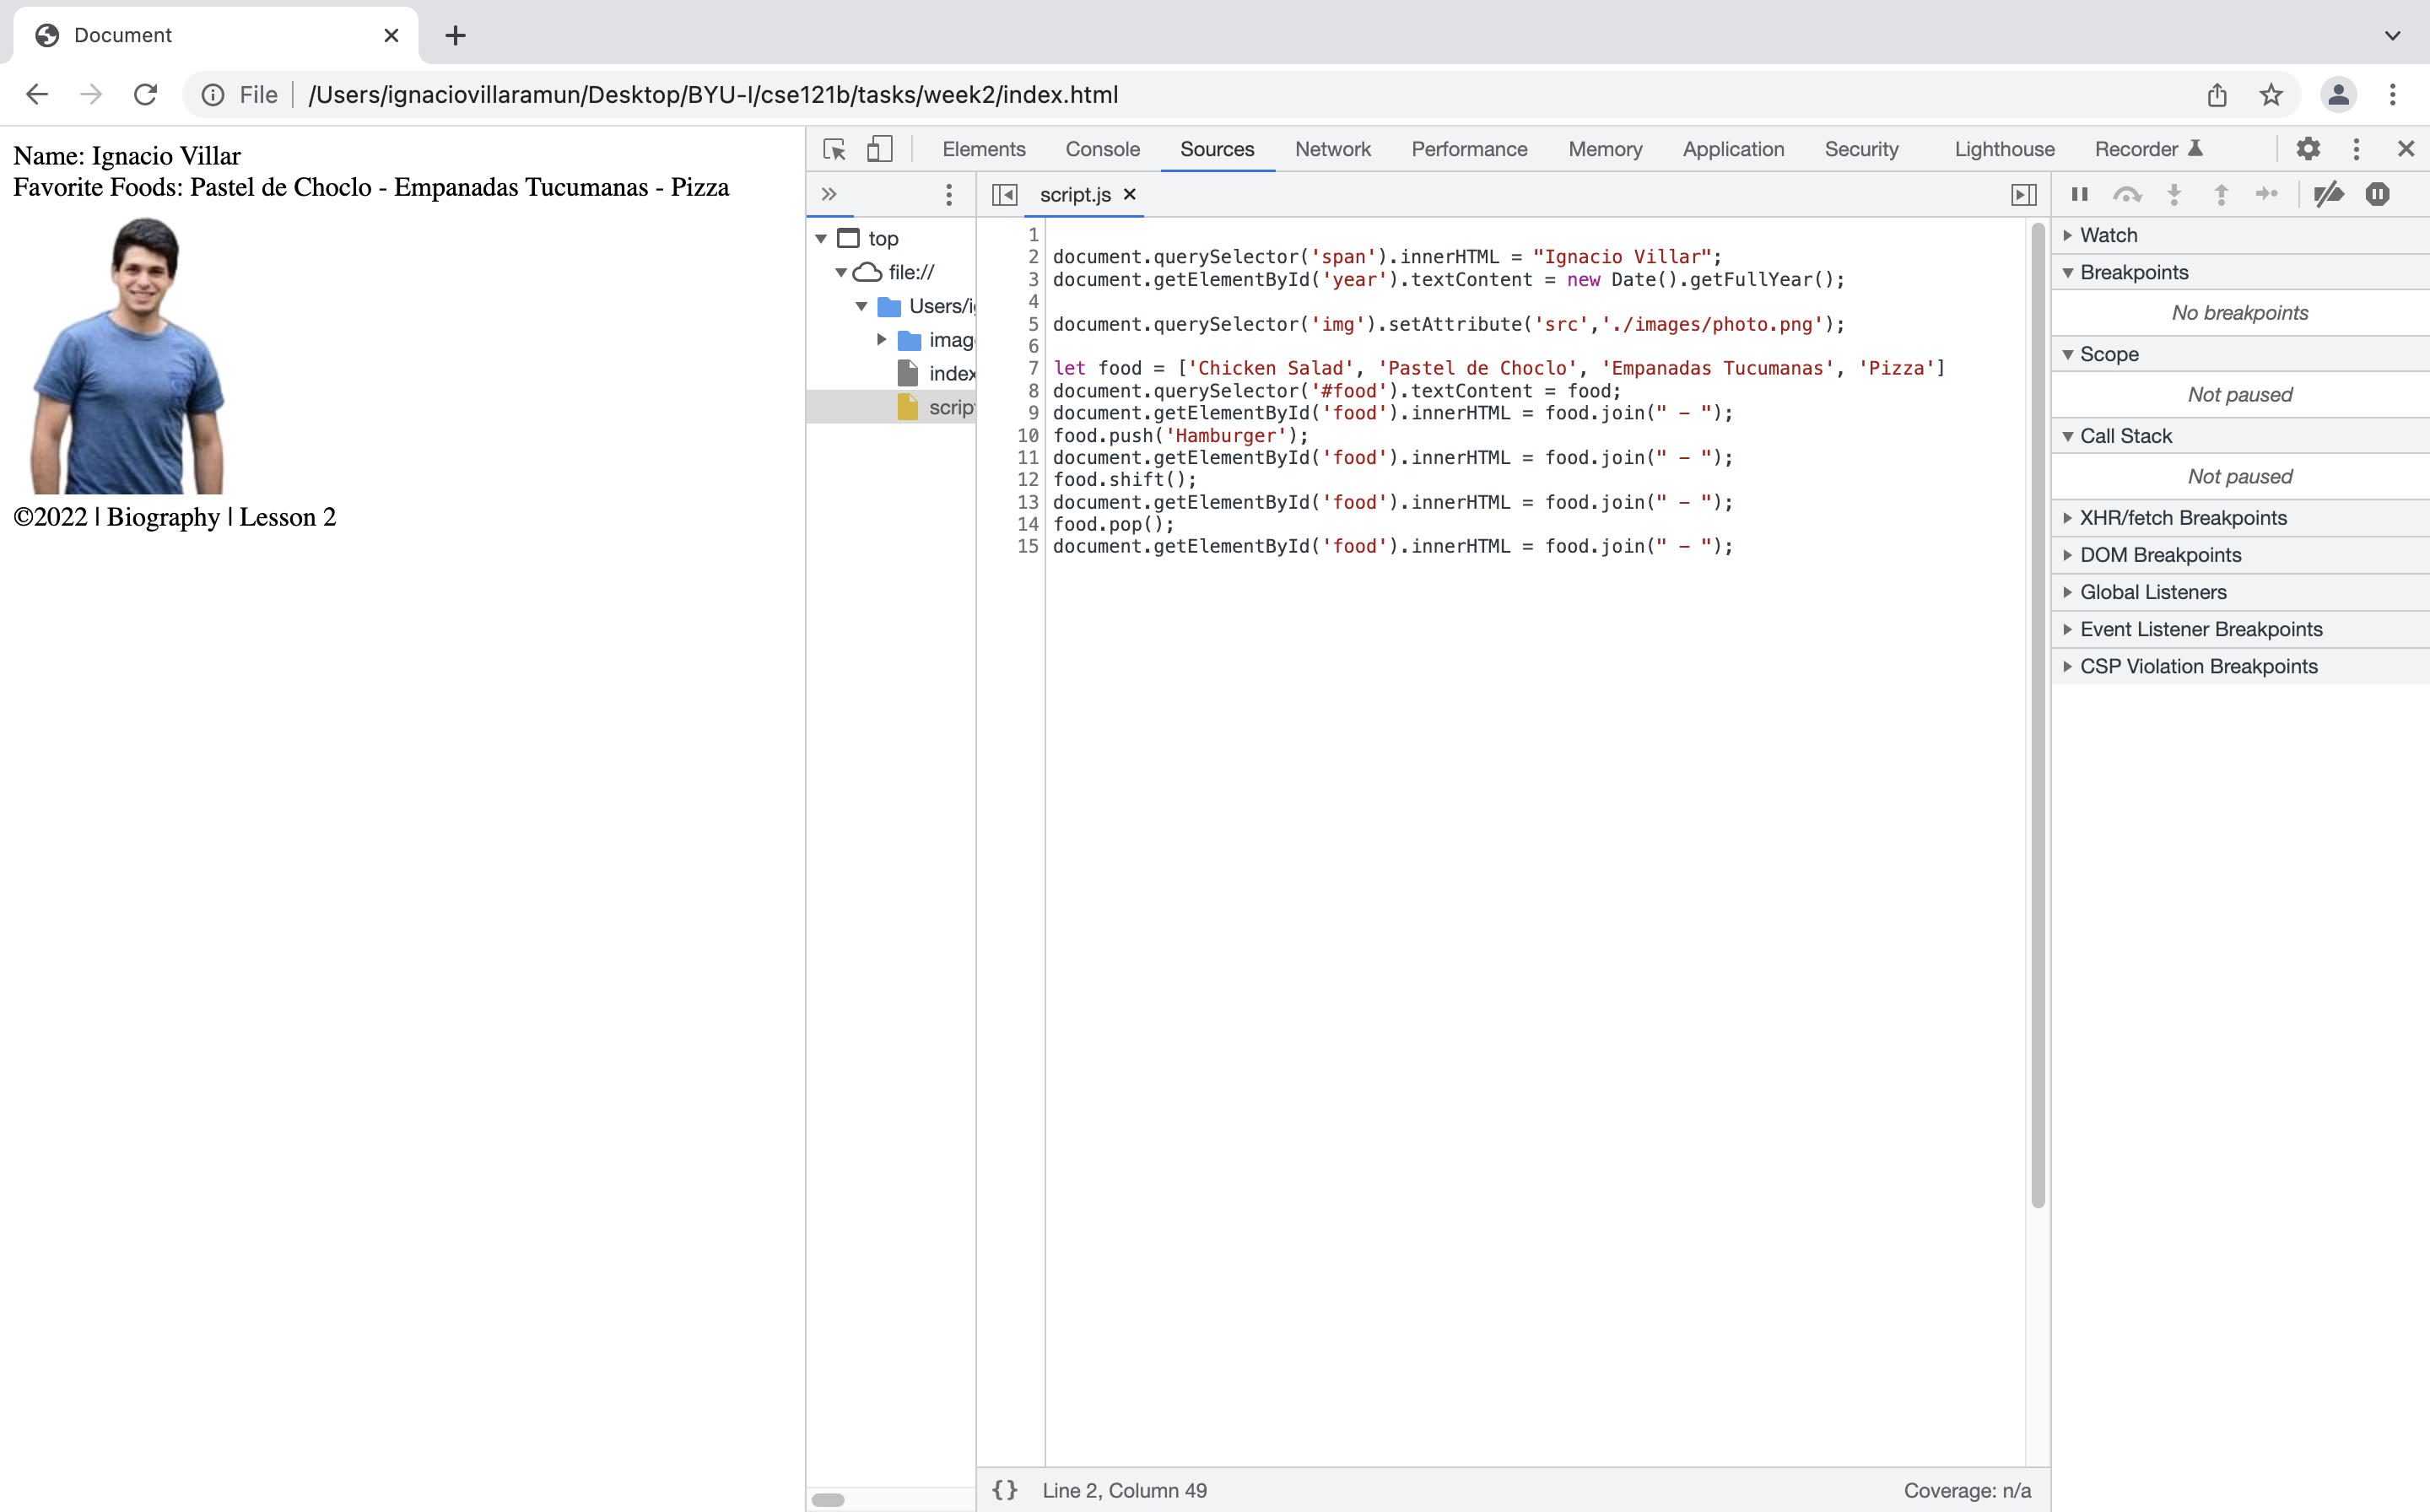 Document
File /Users/ignaciovillaramun/Desktop/BYU-I/cse121b/tasks/week2/index.html
Name: Ignacio Villar
Favorite Foods: Pastel de Choclo - Empanadas Tucumanas - Pizza
©2022 | Biography | Lesson 2
Elements Console Sources Network Performance Memory Application Security Lighthouse Recorder
script.js
top
file://
Users/i
imag
index
scrip
1
2 document.querySelector('span').innerHTML = "Ignacio Villar";
3 document.getElementById('year').textContent = new Date().getFullYear();
4
5 document.querySelector('img').setAttribute('src','./images/photo.png');
6
7 let food = ['Chicken Salad', 'Pastel de Choclo', 'Empanadas Tucumanas', 'Pizza']
8 document.querySelector('#food').textContent = food;
9 document.getElementById('food').innerHTML = food.join(" - ");
10 food.push('Hamburger');
11 document.getElementById('food').innerHTML = food.join(" - ");
12 food.shift();
13 document.getElementById('food').innerHTML = food.join(" - ");
14 food.pop();
15 document.getElementById('food').innerHTML = food.join(" - ");
{} Line 2, Column 49
Coverage: n/a
Watch
Breakpoints
No breakpoints
Scope
Not paused
Call Stack
Not paused
XHR/fetch Breakpoints
DOM Breakpoints
Global Listeners
Event Listener Breakpoints
CSP Violation Breakpoints